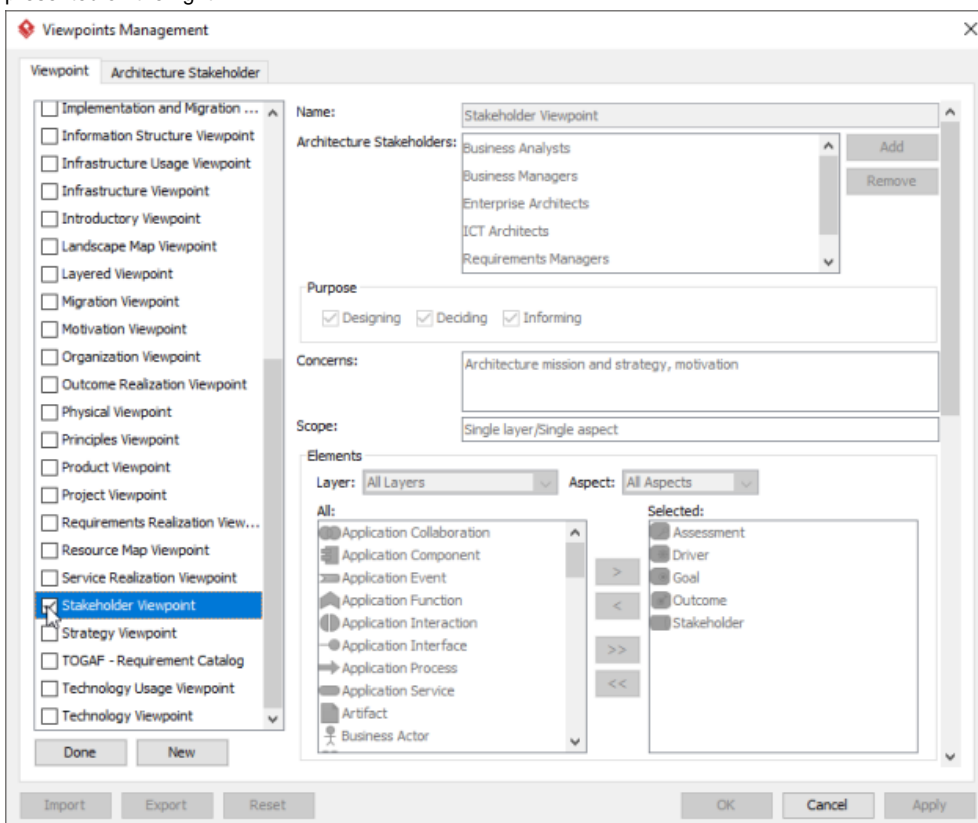 Viewpoints Management
Viewpoint Architecture Stakeholder
Implementation and Migration ...
Information Structure Viewpoint
Infrastructure Usage Viewpoint
Infrastructure Viewpoint
Introductory Viewpoint
Landscape Map Viewpoint
Layered Viewpoint
Migration Viewpoint
Motivation Viewpoint
Organization Viewpoint
Outcome Realization Viewpoint
Physical Viewpoint
Principles Viewpoint
Product Viewpoint
Project Viewpoint
Requirements Realization View...
Resource Map Viewpoint
Service Realization Viewpoint
Stakeholder Viewpoint
Strategy Viewpoint
TOGAF - Requirement Catalog
Technology Usage Viewpoint
Technology Viewpoint
Done New
Name: Stakeholder Viewpoint
Architecture Stakeholders: Business Analysts
Business Managers
Enterprise Architects
ICT Architects
Requirements Managers
Add
Remove
Purpose
Designing Deciding Informing
Concerns: Architecture mission and strategy, motivation
Scope: Single layer/Single aspect
Elements
Layer: All Layers Aspect: All Aspects
All:
Application Collaboration
Application Component
Application Event
Application Function
Application Interaction
Application Interface
Application Process
Application Service
Artifact
Business Actor
>
<
>>
<<
Selected:
Assessment
Driver
Goal
Outcome
Stakeholder
Import Export Reset OK Cancel Apply